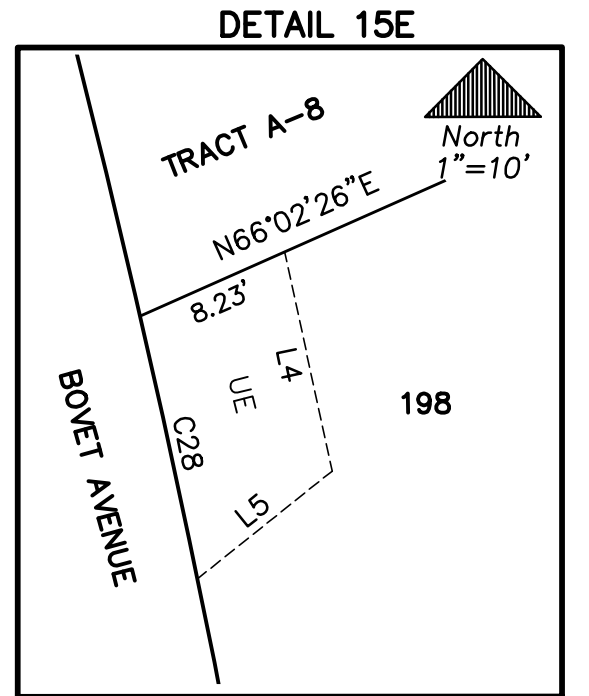 DETAIL 15E
TRACT A-8
North
1"=10'
N66°02'26"E
8.23'
L4
UE
198
BOVET AVENUE
C28
L5